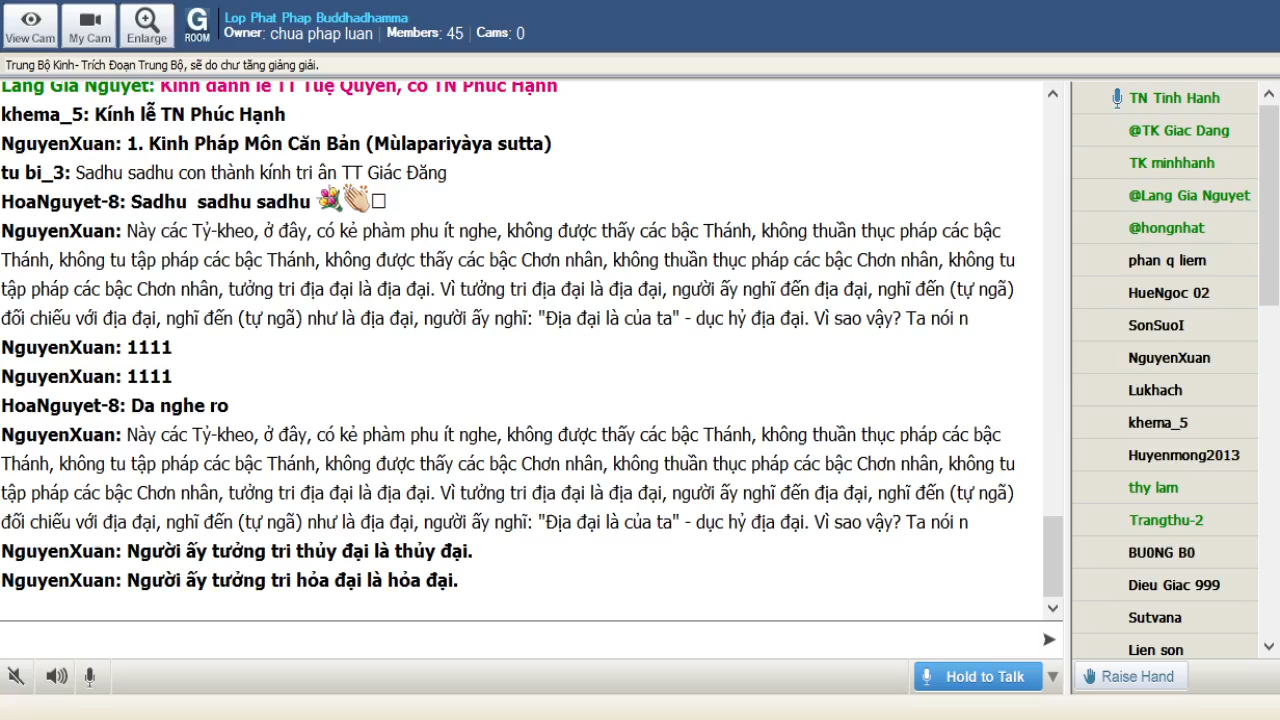 View Cam
My Cam
Enlarge
G
ROOM
Lop Phat Phap Buddhadhamma
Owner: chua phap luan | Members: 45 | Cams: 0
Trung Bộ Kinh- Trích Đoạn Trung Bộ, sẽ do chư tăng giảng giải.
Lang Gia Nguyet: Kính đảnh lễ TT Tuệ Quyền, cô TN Phúc Hạnh
khema_5: Kính lễ TN Phúc Hạnh
NguyenXuan: 1. Kinh Pháp Môn Căn Bản (Mùlapariyàya sutta)
tu bi_3: Sadhu sadhu con thành kính tri ân TT Giác Đăng
HoaNguyet-8: Sadhu sadhu sadhu
NguyenXuan: Này các Tỷ-kheo, ở đây, có kẻ phàm phu ít nghe, không được thấy các bậc Thánh, không thuần thục pháp các bậc
Thánh, không tu tập pháp các bậc Thánh, không được thấy các bậc Chơn nhân, không thuần thục pháp các bậc Chơn nhân, không tu
tập pháp các bậc Chơn nhân, tưởng tri địa đại là địa đại. Vì tưởng tri địa đại là địa đại, người ấy nghĩ đến địa đại, nghĩ đến (tự ngã)
đối chiếu với địa đại, nghĩ đến (tự ngã) như là địa đại, người ấy nghĩ: "Địa đại là của ta" - dục hỷ địa đại. Vì sao vậy? Ta nói n
NguyenXuan: 1111
NguyenXuan: 1111
HoaNguyet-8: Da nghe ro
NguyenXuan: Này các Tỷ-kheo, ở đây, có kẻ phàm phu ít nghe, không được thấy các bậc Thánh, không thuần thục pháp các bậc
Thánh, không tu tập pháp các bậc Thánh, không được thấy các bậc Chơn nhân, không thuần thục pháp các bậc Chơn nhân, không tu
tập pháp các bậc Chơn nhân, tưởng tri địa đại là địa đại. Vì tưởng tri địa đại là địa đại, người ấy nghĩ đến địa đại, nghĩ đến (tự ngã)
đối chiếu với địa đại, nghĩ đến (tự ngã) như là địa đại, người ấy nghĩ: "Địa đại là của ta" - dục hỷ địa đại. Vì sao vậy? Ta nói n
NguyenXuan: Người ấy tưởng tri thủy đại là thủy đại.
NguyenXuan: Người ấy tưởng tri hỏa đại là hỏa đại.
TN Tinh Hanh
@TK Giac Dang
TK minhhanh
@Lang Gia Nguyet
@hongnhat
phan q liem
HueNgoc 02
SonSuoI
NguyenXuan
Lukhach
khema_5
Huyenmong2013
thy lam
Trangthu-2
BU0NG B0
Dieu Giac 999
Sutvana
Lien son
Hold to Talk
Raise Hand